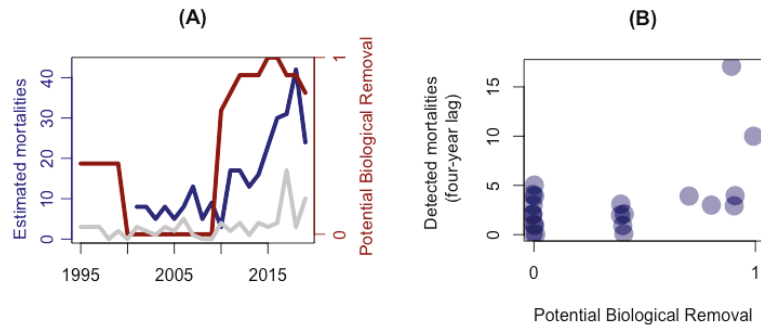 (A)
Estimated mortalities
0
10
20
30
40
1995
2005
2015
0
1
Potential Biological Removal
(B)
Detected mortalities
(four-year lag)
0
5
10
15
0
1
Potential Biological Removal